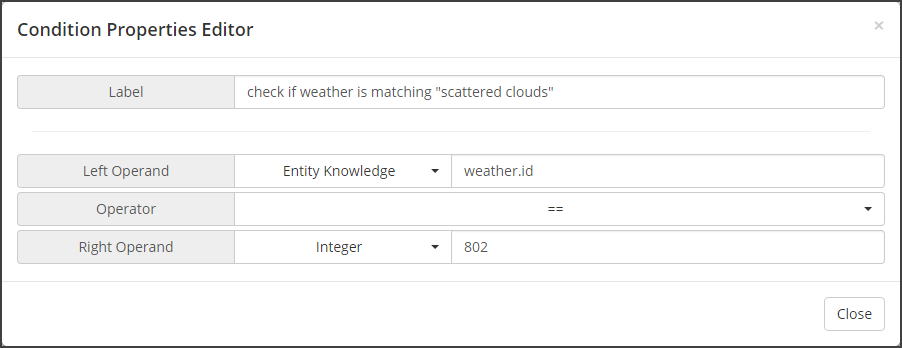 Condition Properties Editor ×
Label check if weather is matching "scattered clouds"
Left Operand Entity Knowledge weather.id
Operator ==
Right Operand Integer 802
Close